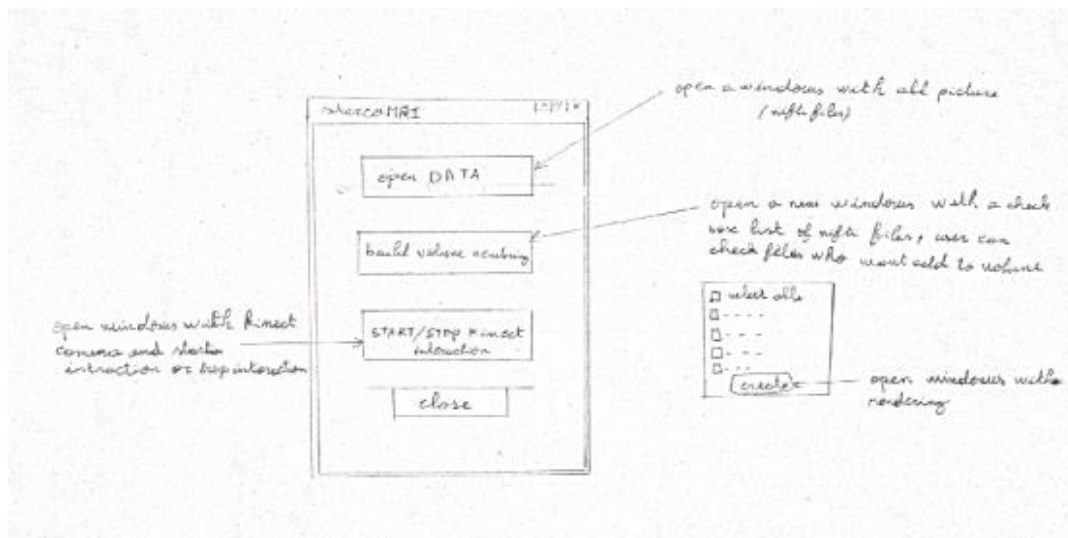 open a windows with all picture
(nifti files)
stereoMRI
open DATA
open a new windows with a check
box list of nifti files, user can
check files who want add to volume
build volume rendering
select all
START/STOP Kinect
interaction
open windows with Kinect
camera and
interaction or stop interaction
create
open windows with
rendering
close